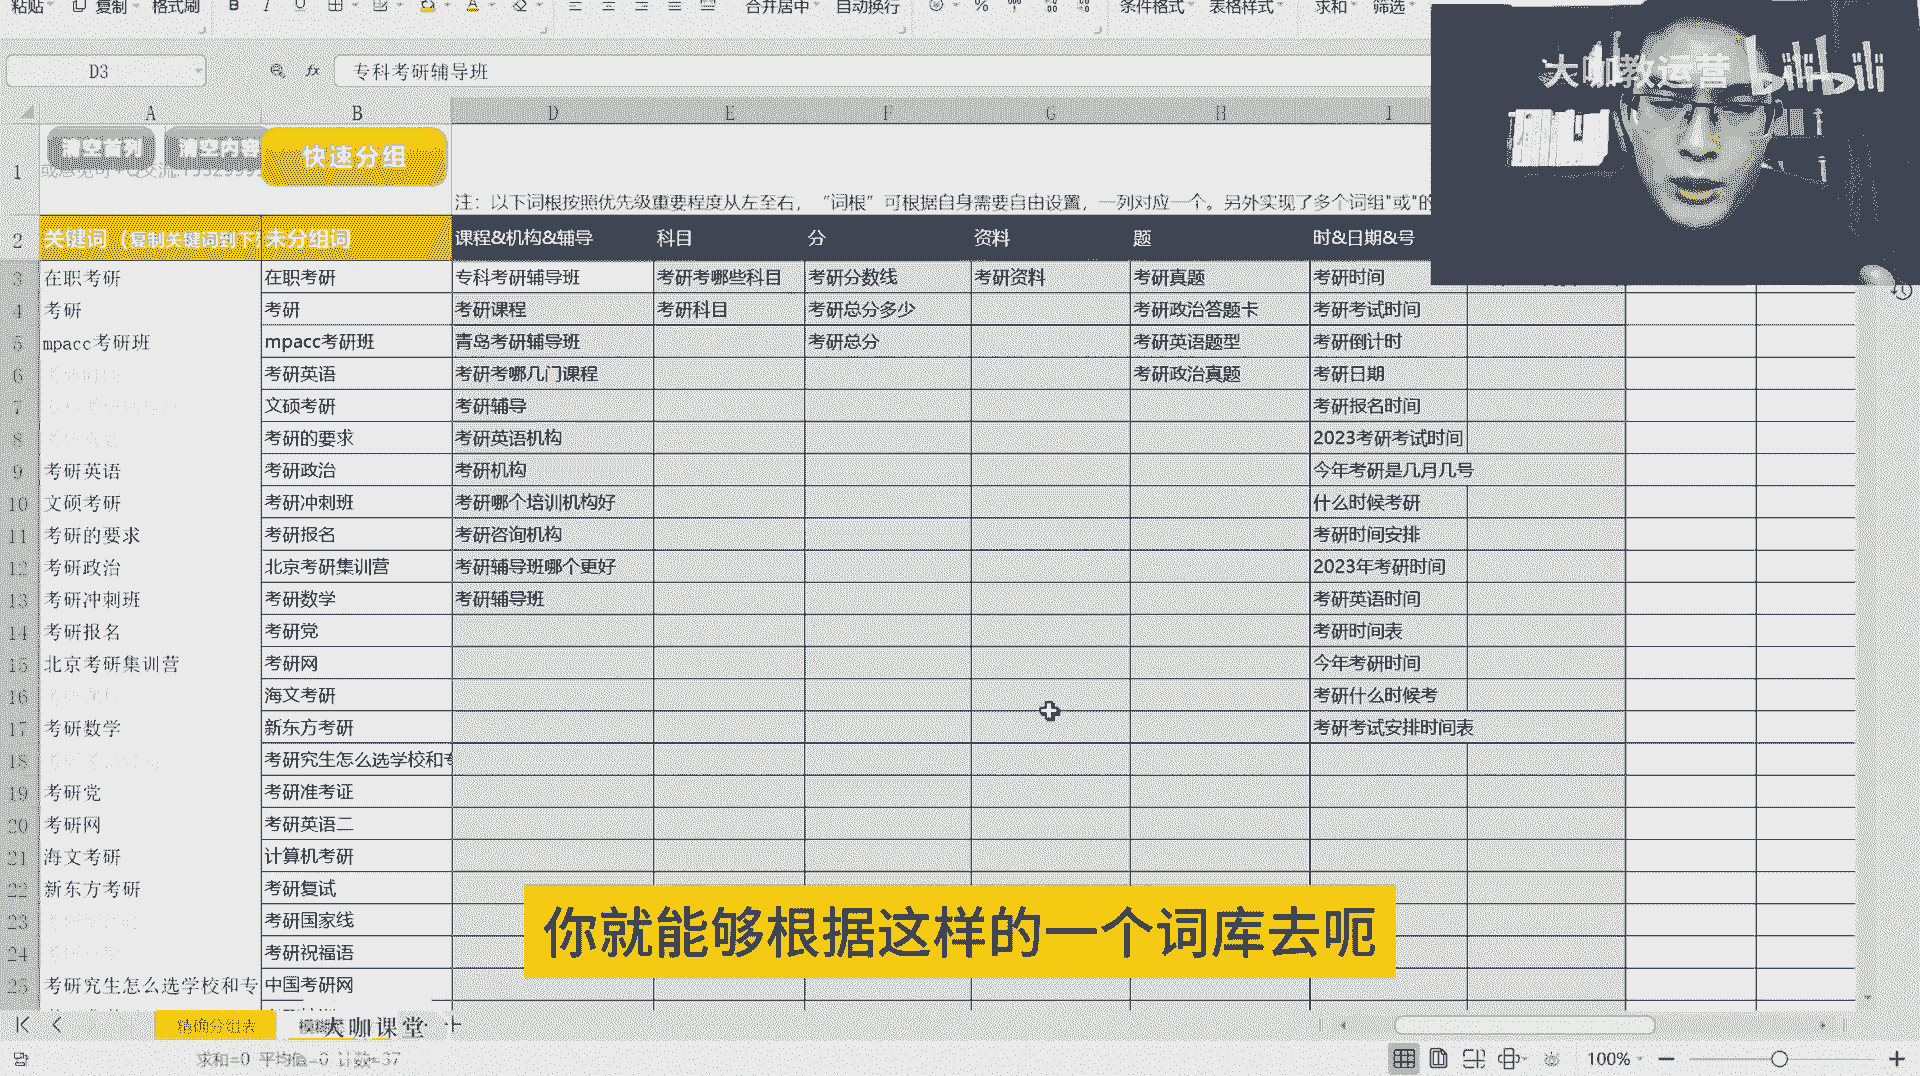 粘贴 复制 格式刷 B I U 合并居中 自动换行 % 条件格式 表格样式 求和 筛选
D3 fx 专科考研辅导班
大咖教运营 bilibili
A B D E F G H I
清空首列 清空内容 快速分组
1
注：以下词根按照优先级重要程度从左至右，“词根”可根据自身需要自由设置，一列对应一个。另外实现了多个词组"或"的
2 关键词（复制关键词到下 未分组词 课程&机构&辅导 科目 分 资料 题 时&日期&号
3 在职考研 在职考研 专科考研辅导班 考研考哪些科目 考研分数线 考研资料 考研真题 考研时间
4 考研 考研 考研课程 考研科目 考研总分多少 考研政治答题卡 考研考试时间
5 mpacc考研班 mpacc考研班 青岛考研辅导班 考研总分 考研英语题型 考研倒计时
6 考研英语 考研考哪几门课程 考研政治真题 考研日期
7 文硕考研 考研辅导 考研报名时间
8 考研的要求 考研英语机构 2023考研考试时间
9 考研英语 考研政治 考研机构 今年考研是几月几号
10 文硕考研 考研冲刺班 考研哪个培训机构好 什么时候考研
11 考研的要求 考研报名 考研咨询机构 考研时间安排
12 考研政治 北京考研集训营 考研辅导班哪个更好 2023年考研时间
13 考研冲刺班 考研数学 考研辅导班 考研英语时间
14 考研报名 考研党 考研时间表
15 北京考研集训营 考研网 今年考研时间
16 海文考研 考研什么时候考
17 考研数学 新东方考研 考研考试安排时间表
18 考研究生怎么选学校和专
19 考研党 考研准考证
20 考研网 考研英语二
21 海文考研 计算机考研
22 新东方考研 考研复试
23 考研国家线
24 考研祝福语
25 考研究生怎么选学校和专 中国考研网
你就能够根据这样的一个词库去呃
精确分组表 大咖课堂
求和=0 平均值=0 计数=37 100%